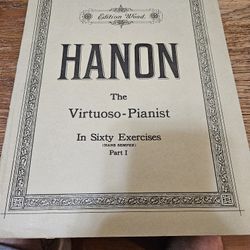 Edition Wood
HANON
The
Virtuoso-Pianist
In Sixty Exercises
(HANS SEMPER)
Part I